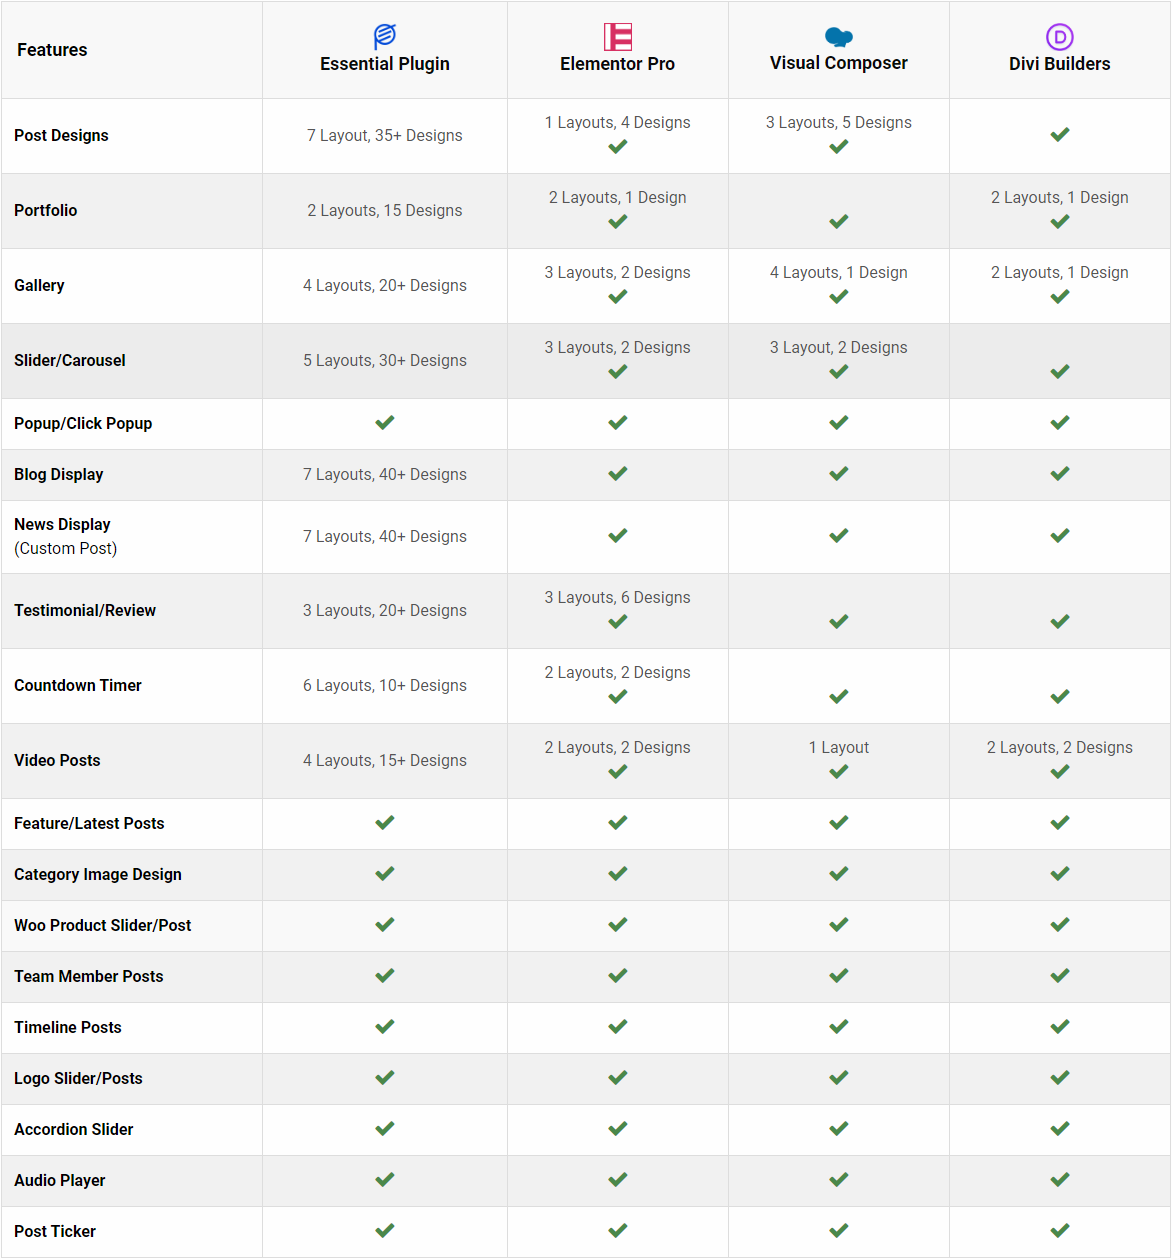 Features
Essential Plugin
Elementor Pro
Visual Composer
Divi Builders
Post Designs
7 Layout, 35+ Designs
1 Layouts, 4 Designs
3 Layouts, 5 Designs
Portfolio
2 Layouts, 15 Designs
2 Layouts, 1 Design
2 Layouts, 1 Design
Gallery
4 Layouts, 20+ Designs
3 Layouts, 2 Designs
4 Layouts, 1 Design
2 Layouts, 1 Design
Slider/Carousel
5 Layouts, 30+ Designs
3 Layouts, 2 Designs
3 Layout, 2 Designs
Popup/Click Popup
Blog Display
7 Layouts, 40+ Designs
News Display
(Custom Post)
7 Layouts, 40+ Designs
Testimonial/Review
3 Layouts, 20+ Designs
3 Layouts, 6 Designs
Countdown Timer
6 Layouts, 10+ Designs
2 Layouts, 2 Designs
Video Posts
4 Layouts, 15+ Designs
2 Layouts, 2 Designs
1 Layout
2 Layouts, 2 Designs
Feature/Latest Posts
Category Image Design
Woo Product Slider/Post
Team Member Posts
Timeline Posts
Logo Slider/Posts
Accordion Slider
Audio Player
Post Ticker